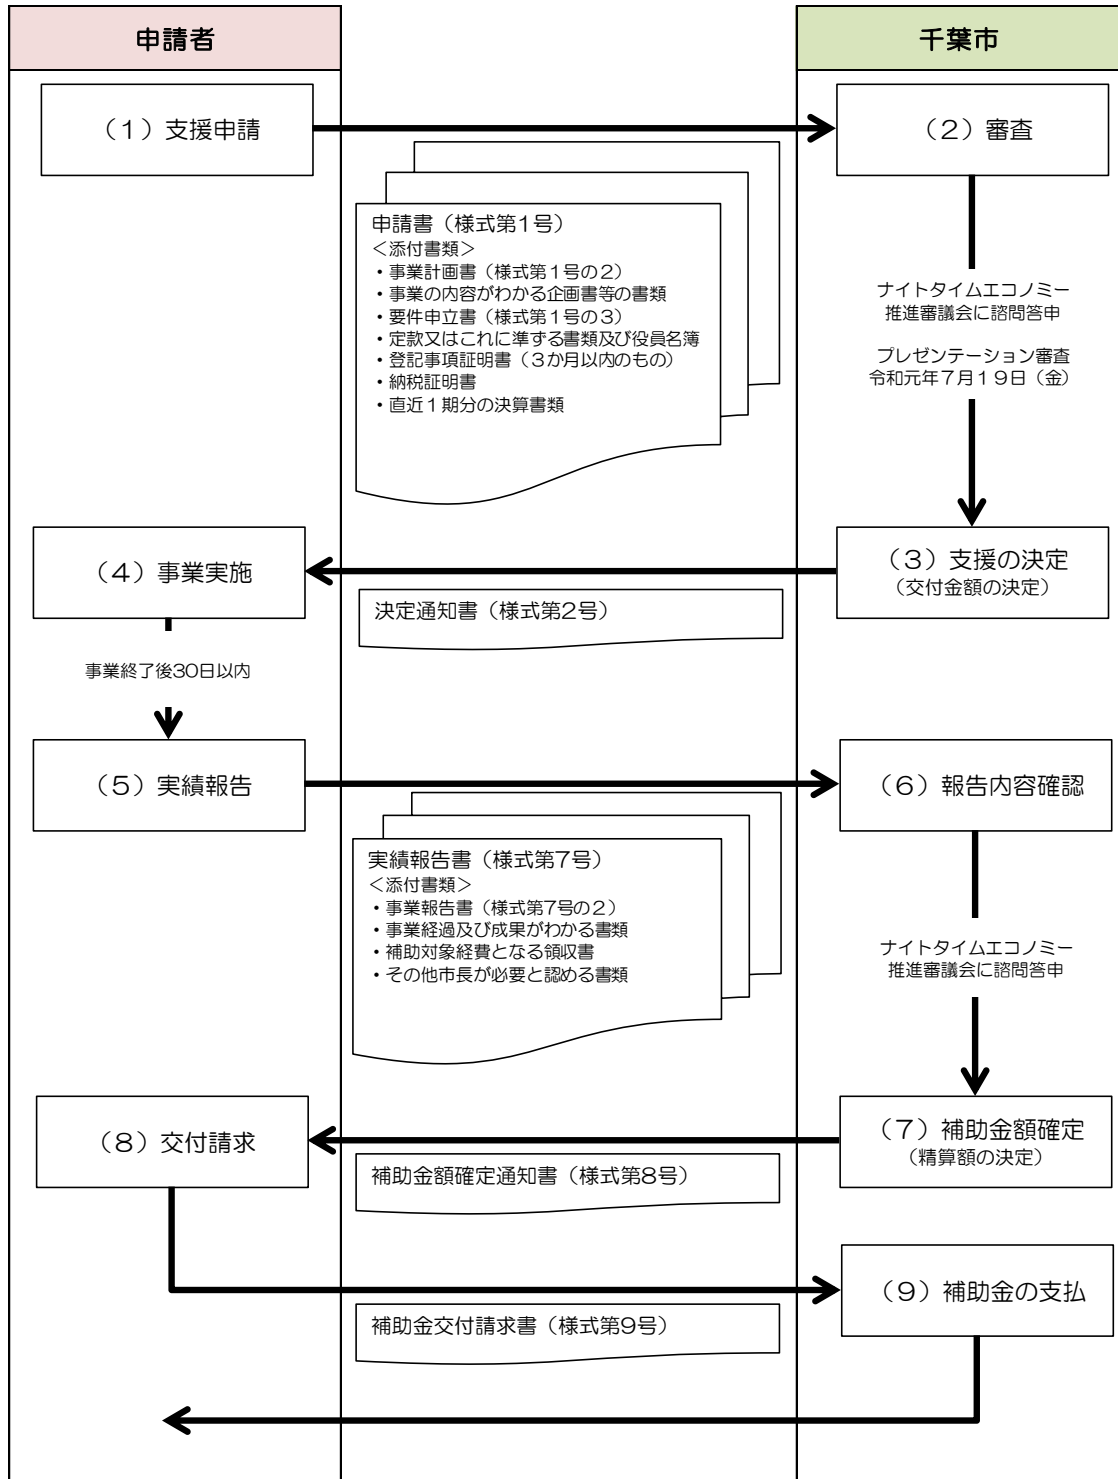 申請者
千葉市
（1）支援申請
（2）審査
申請書（様式第1号）
＜添付書類＞
・事業計画書（様式第1号の2）
・事業の内容がわかる企画書等の書類
・要件申立書（様式第1号の3）
・定款又はこれに準ずる書類及び役員名簿
・登記事項証明書（3か月以内のもの）
・納税証明書
・直近1期分の決算書類
ナイトタイムエコノミー
推進審議会に諮問答申
プレゼンテーション審査
令和元年7月19日（金）
（3）支援の決定
（交付金額の決定）
（4）事業実施
決定通知書（様式第2号）
事業終了後30日以内
（5）実績報告
（6）報告内容確認
実績報告書（様式第7号）
＜添付書類＞
・事業報告書（様式第7号の2）
・事業経過及び成果がわかる書類
・補助対象経費となる領収書
・その他市長が必要と認める書類
ナイトタイムエコノミー
推進審議会に諮問答申
（7）補助金額確定
（精算額の決定）
（8）交付請求
補助金額確定通知書（様式第8号）
（9）補助金の支払
補助金交付請求書（様式第9号）